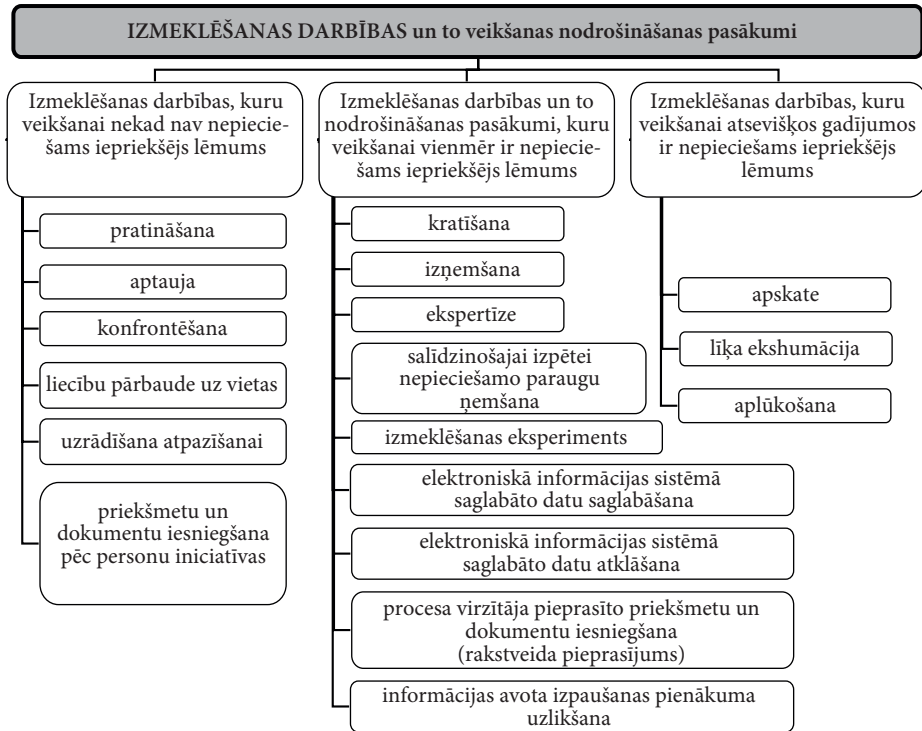 IZMEKLĒŠANAS DARBĪBAS un to veikšanas nodrošināšanas pasākumi
Izmeklēšanas darbības, kuru
veikšanai nekad nav nepiecie-
šams iepriekšējs lēmums
pratināšana
aptauja
konfrontēšana
liecību pārbaude uz vietas
uzrādīšana atpazīšanai
priekšmetu un
dokumentu iesniegšana
pēc personu iniciatīvas
Izmeklēšanas darbības un to
nodrošināšanas pasākumi, kuru
veikšanai vienmēr ir nepiecie-
šams iepriekšējs lēmums
kratīšana
izņemšana
ekspertīze
salīdzinošajai izpētei
nepieciešamo paraugu
ņemšana
izmeklēšanas eksperiments
elektroniskā informācijas sistēmā
saglabāto datu saglabāšana
elektroniskā informācijas sistēmā
saglabāto datu atklāšana
procesa virzītāja pieprasīto priekšmetu un
dokumentu iesniegšana
(rakstveida pieprasījums)
informācijas avota izpaušanas pienākuma
uzlikšana
Izmeklēšanas darbības, kuru
veikšanai atsevišķos gadījumos
ir nepieciešams iepriekšējs
lēmums
apskate
līķa ekshumācija
aplūkošana